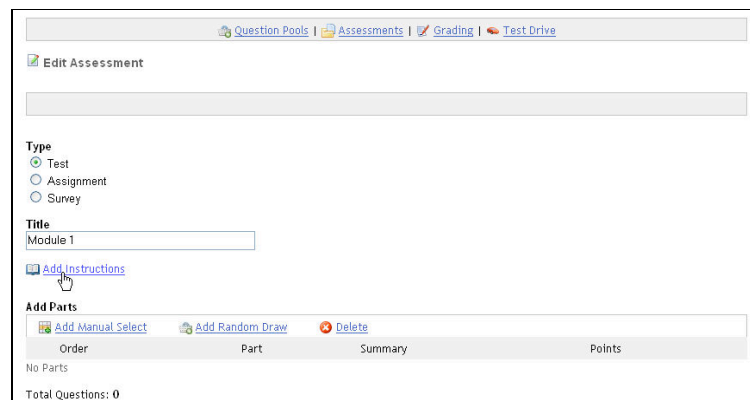 Question Pools | Assessments | Grading | Test Drive
Edit Assessment
Type
Test
Assignment
Survey
Title
Module 1
Add Instructions
Add Parts
Add Manual Select Add Random Draw Delete
Order Part Summary Points
No Parts
Total Questions: 0